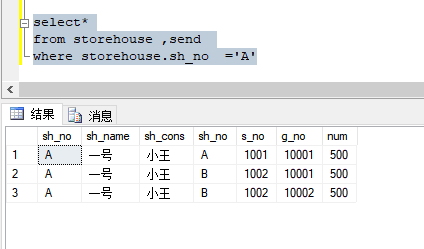 select*
from storehouse ,send
where storehouse.sh_no  ='A'
结果 消息
sh_no sh_name sh_cons sh_no s_no g_no num
1 A 一号 小王 A 1001 10001 500
2 A 一号 小王 B 1002 10001 500
3 A 一号 小王 B 1002 10002 500